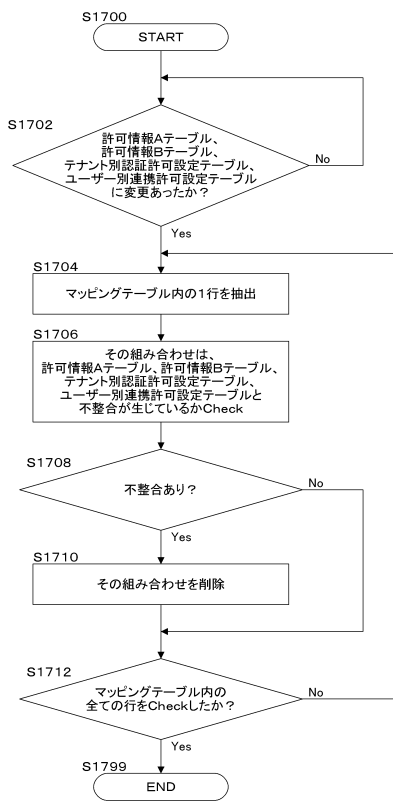 S1700
START
S1702
許可情報Aテーブル、
許可情報Bテーブル、
テナント別認証許可設定テーブル、
ユーザー別連携許可設定テーブル
に変更あったか？
No
Yes
S1704
マッピングテーブル内の1行を抽出
S1706
その組み合わせは、
許可情報Aテーブル、許可情報Bテーブル、
テナント別認証許可設定テーブル、
ユーザー別連携許可設定テーブルと
不整合が生じているかCheck
S1708
不整合あり？
No
Yes
S1710
その組み合わせを削除
S1712
マッピングテーブル内の
全ての行をCheckしたか？
No
Yes
S1799
END